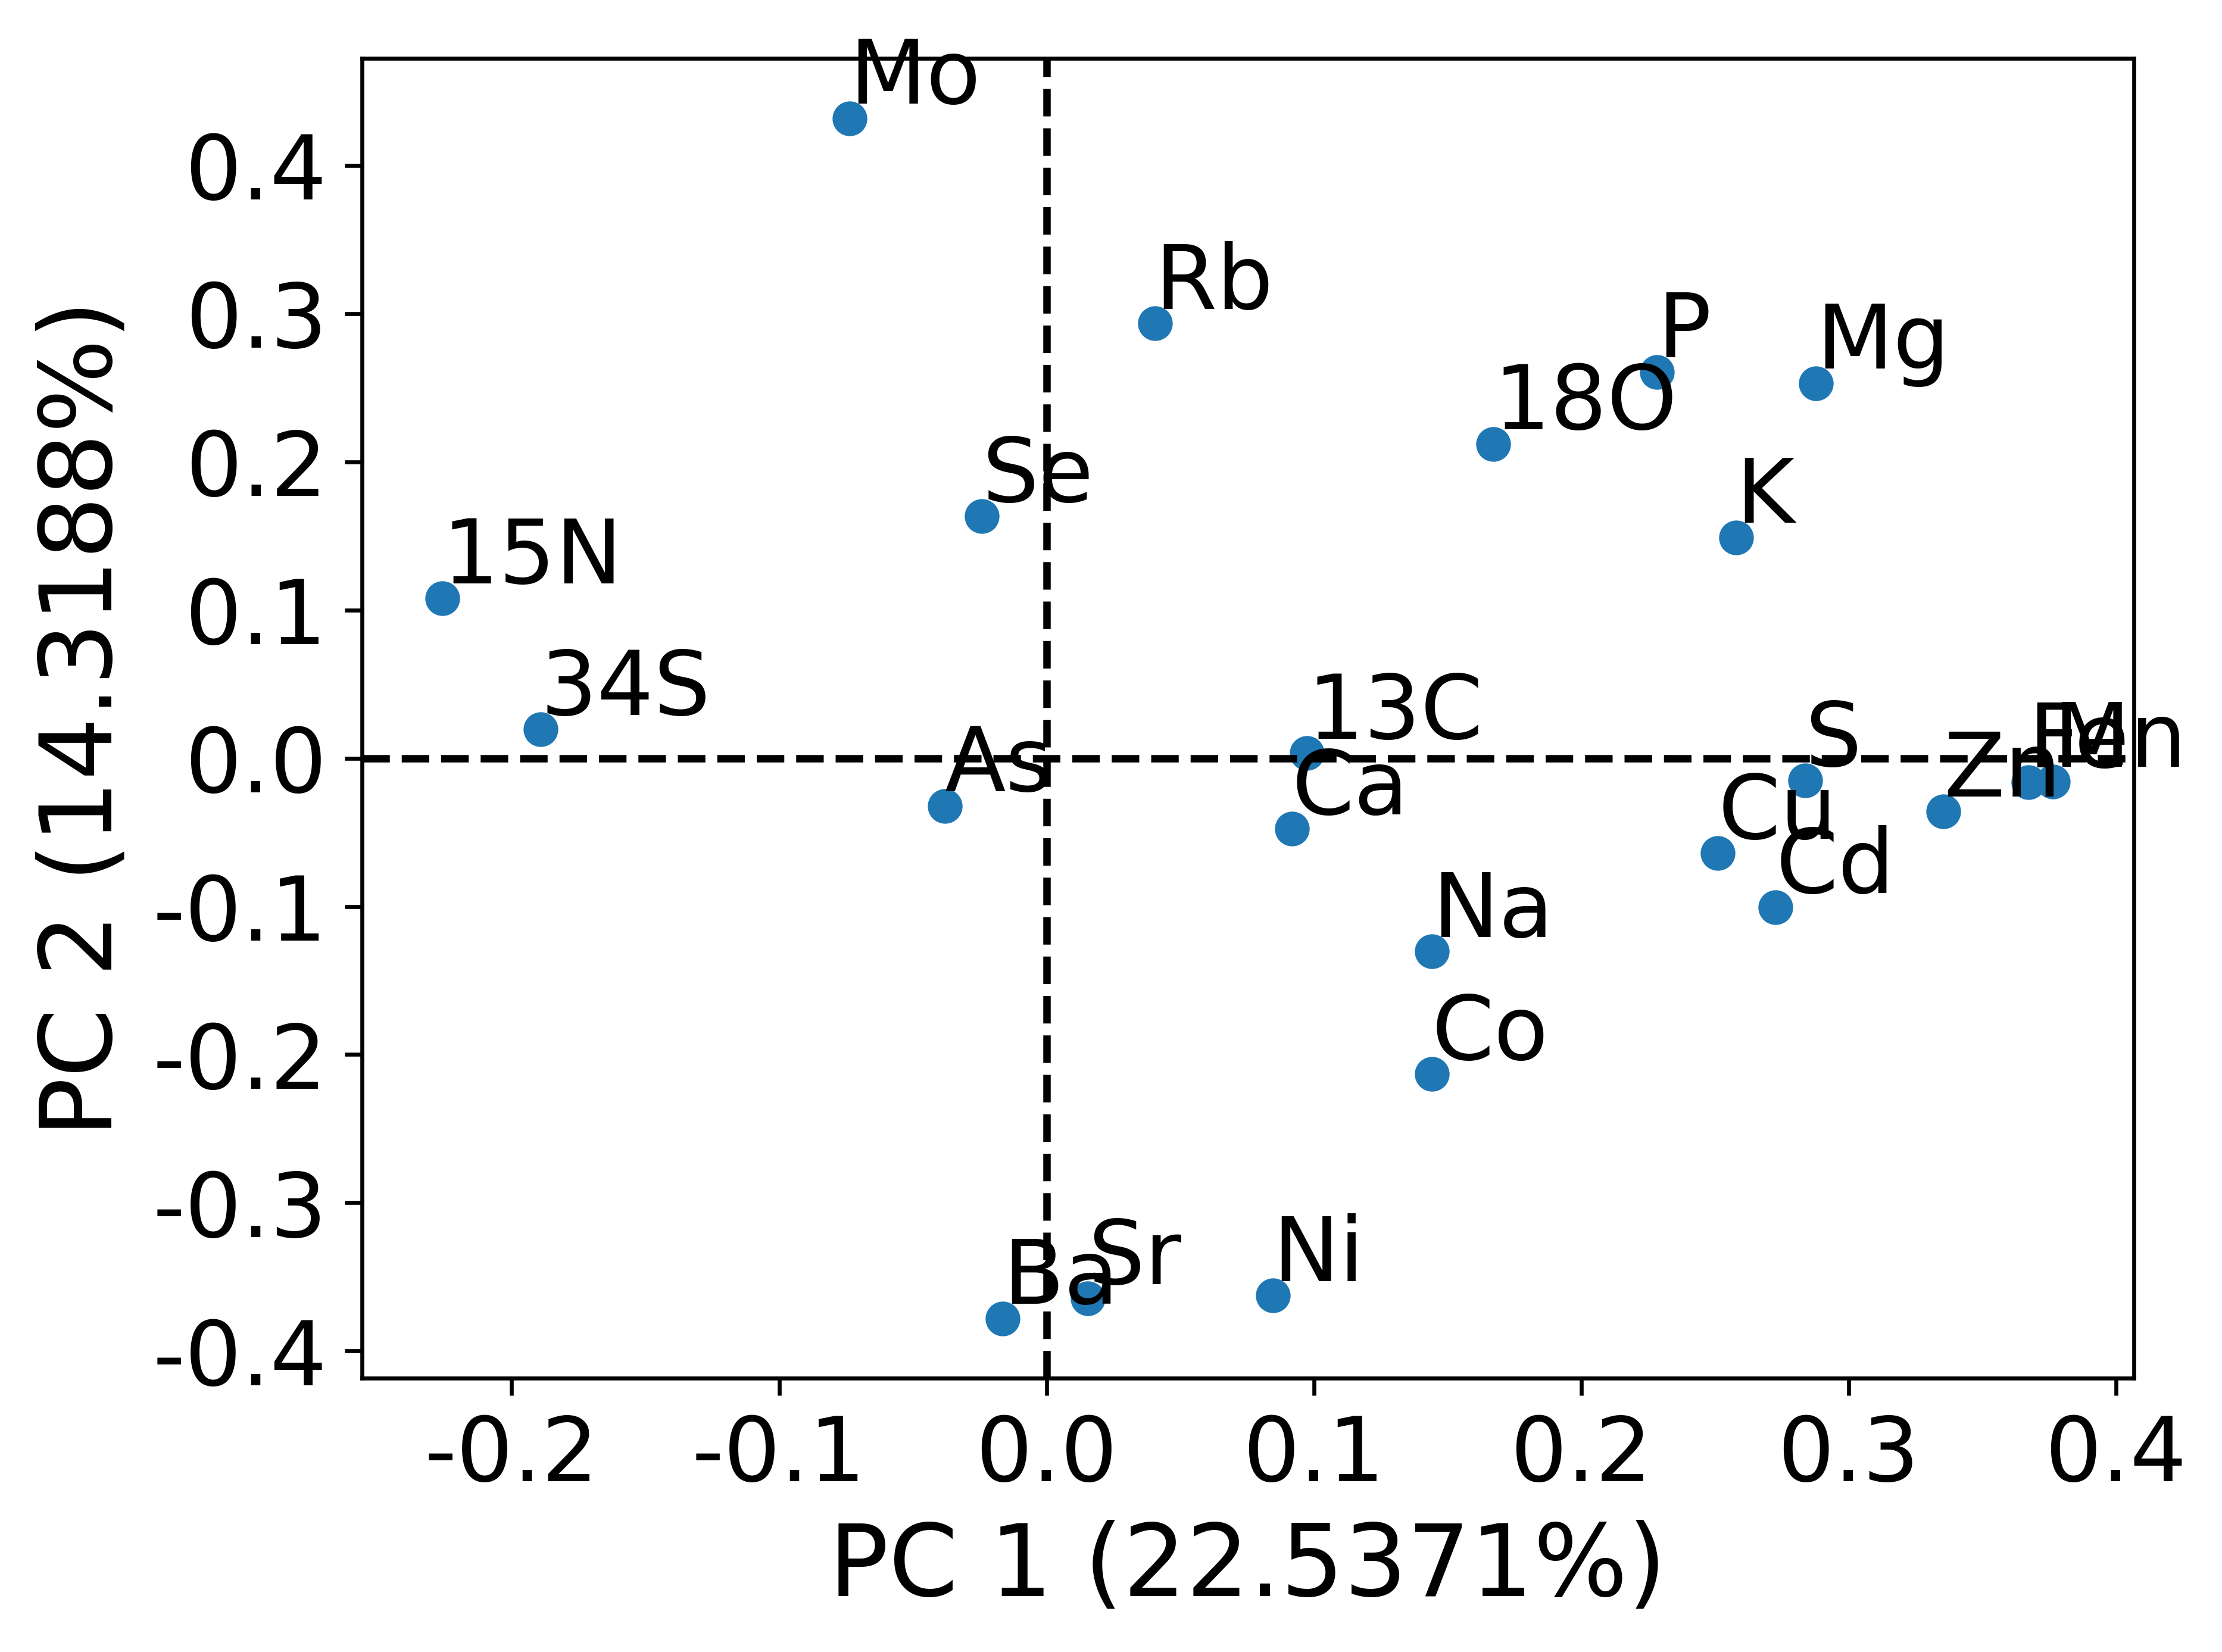 Mo
0.4
Rb
0.3
P
Mg
18O
0.2
Se
K
15N
0.1
34S
13C
0.0
As
Ca
S
Fe
Mn
Zn
Cu
Cd
-0.1
Na
Co
-0.2
-0.3
Ni
Sr
Ba
-0.4
PC 2 (14.3188%)
-0.2 -0.1 0.0 0.1 0.2 0.3 0.4
PC 1 (22.5371%)